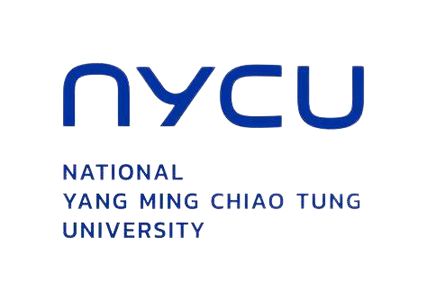 NYCU
NATIONAL
YANG MING CHIAO TUNG
UNIVERSITY